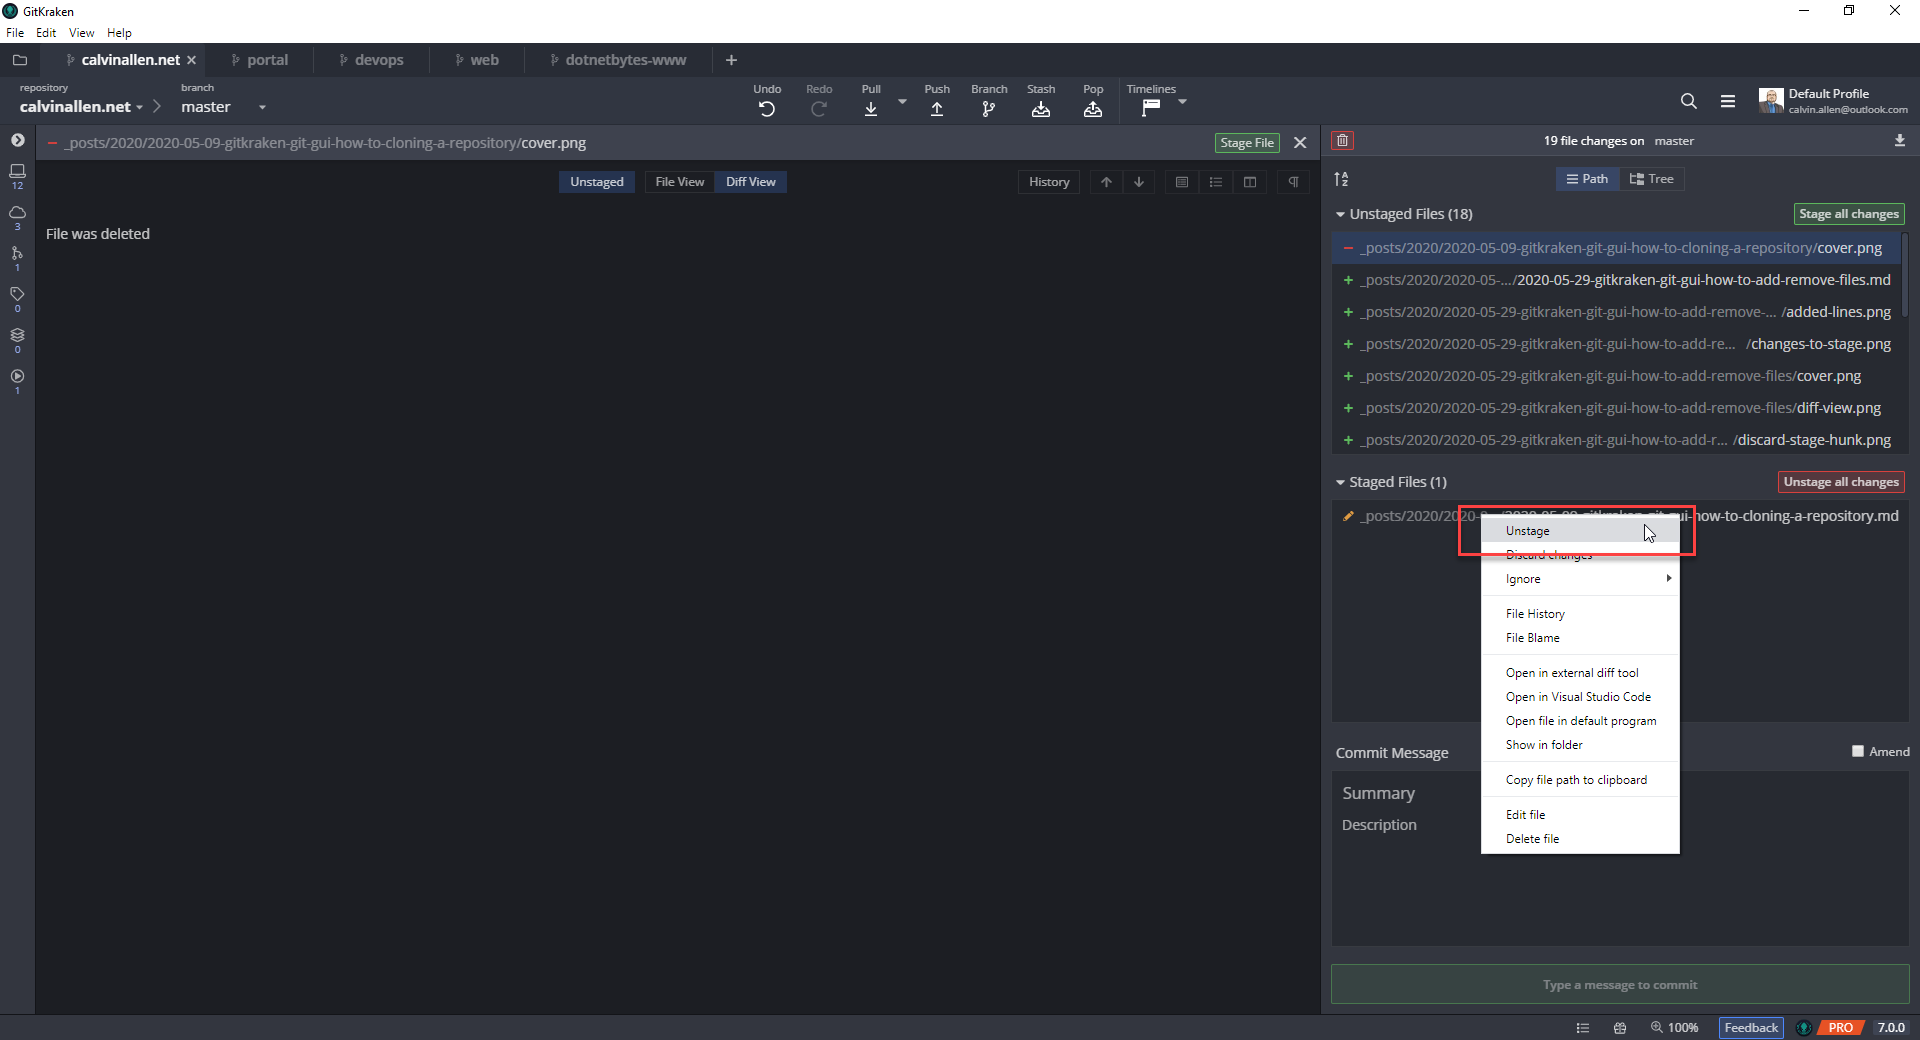 GitKraken
File Edit View Help
calvinallen.net portal devops web dotnetbytes-www
repository
calvinallen.net
branch
master
Undo Redo Pull Push Branch Stash Pop Timelines
Default Profile
calvin.allen@outlook.com
_posts/2020/2020-05-09-gitkraken-git-gui-how-to-cloning-a-repository/cover.png
Stage File
Unstaged File View Diff View History
File was deleted
12
3
1
0
0
1
19 file changes on master
Path Tree
Unstaged Files (18)
Stage all changes
_posts/2020/2020-05-09-gitkraken-git-gui-how-to-cloning-a-repository/cover.png
_posts/2020/2020-05-.../2020-05-29-gitkraken-git-gui-how-to-add-remove-files.md
_posts/2020/2020-05-29-gitkraken-git-gui-how-to-add-remove-... /added-lines.png
_posts/2020/2020-05-29-gitkraken-git-gui-how-to-add-re... /changes-to-stage.png
_posts/2020/2020-05-29-gitkraken-git-gui-how-to-add-remove-files/cover.png
_posts/2020/2020-05-29-gitkraken-git-gui-how-to-add-remove-files/diff-view.png
_posts/2020/2020-05-29-gitkraken-git-gui-how-to-add-r... /discard-stage-hunk.png
Staged Files (1)
Unstage all changes
_posts/2020/2020-0.../2020-05-09-gitkraken-git-gui-how-to-cloning-a-repository.md
Unstage
Discard changes
Ignore
File History
File Blame
Open in external diff tool
Open in Visual Studio Code
Open file in default program
Show in folder
Copy file path to clipboard
Edit file
Delete file
Commit Message
Amend
Summary
Description
Type a message to commit
100% Feedback PRO 7.0.0